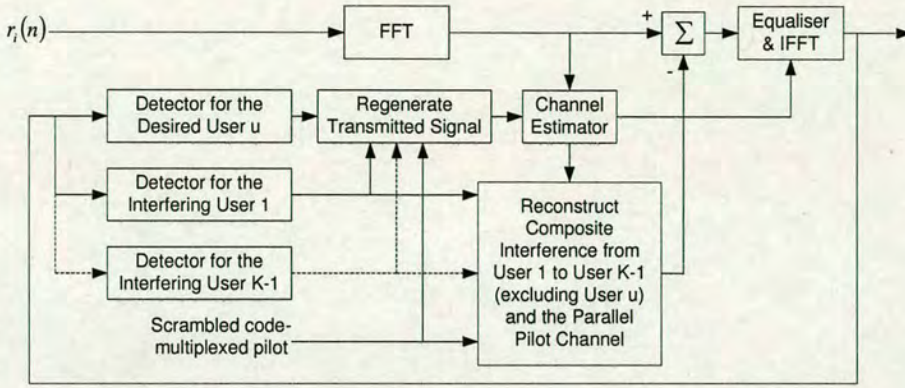 r_i(n)
FFT
+
Σ
-
Equaliser
& IFFT
Detector for the
Desired User u
Regenerate
Transmitted Signal
Channel
Estimator
Detector for the
Interfering User 1
Detector for the
Interfering User K-1
Scrambled code-
multiplexed pilot
Reconstruct
Composite
Interference from
User 1 to User K-1
(excluding User u)
and the Parallel
Pilot Channel